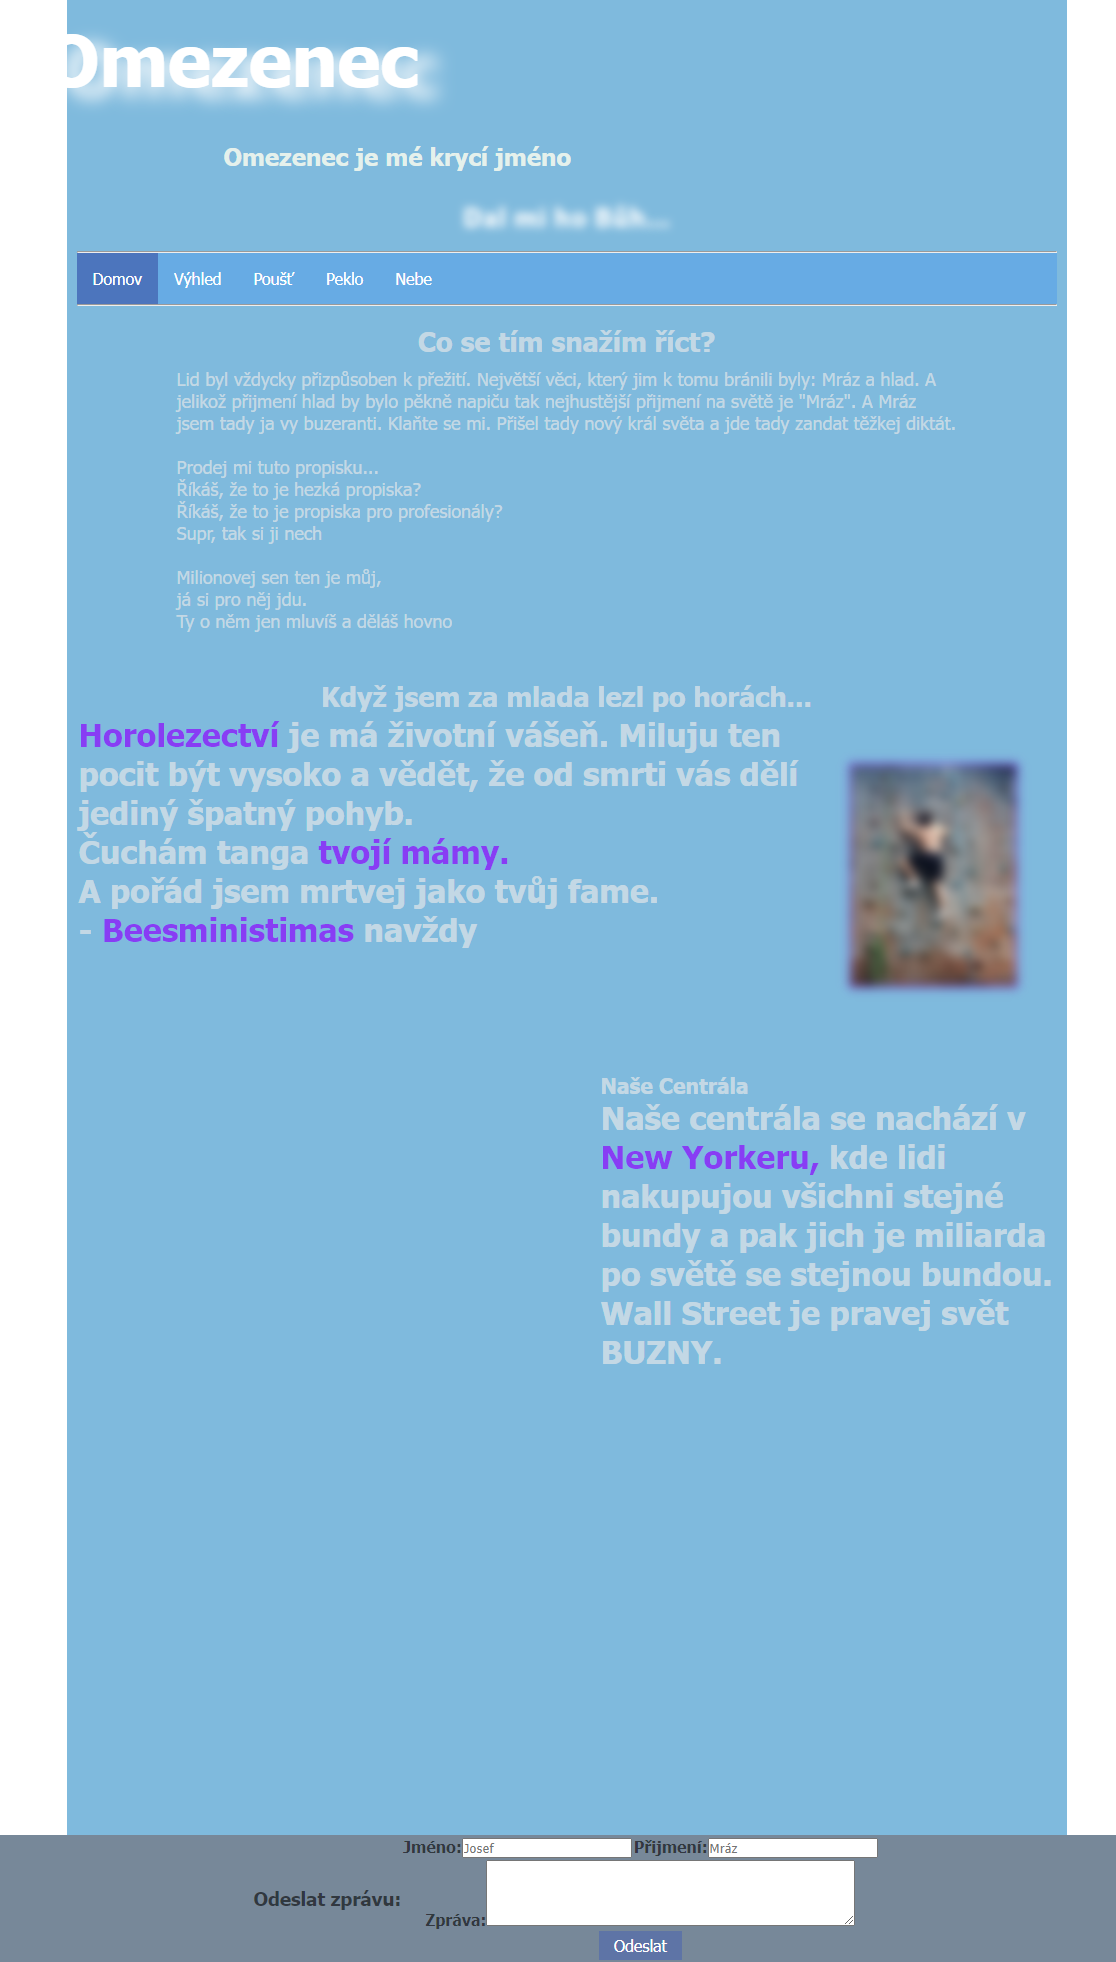 Omezenec
Omezenec je mé krycí jméno
Dal mi ho Bůh...
Domov Výhled Poušť Peklo Nebe
Co se tím snažím říct?
Lid byl vždycky přizpůsoben k přežití. Největší věci, který jim k tomu bránili byly: Mráz a hlad. A
jelikož přijmení hlad by bylo pěkně napiču tak nejhustější přijmení na světě je "Mráz". A Mráz
jsem tady ja vy buzeranti. Klaňte se mi. Přišel tady nový král světa a jde tady zandat těžkej diktát.
Prodej mi tuto propisku...
Říkáš, že to je hezká propiska?
Říkáš, že to je propiska pro profesionály?
Supr, tak si ji nech
Milionovej sen ten je můj,
já si pro něj jdu.
Ty o něm jen mluvíš a děláš hovno
Když jsem za mlada lezl po horách...
Horolezectví je má životní vášeň. Miluju ten
pocit být vysoko a vědět, že od smrti vás dělí
jediný špatný pohyb.
Čuchám tanga tvojí mámy.
A pořád jsem mrtvej jako tvůj fame.
- Beesministimas navždy
Naše Centrála
Naše centrála se nachází v
New Yorkeru, kde lidi
nakupujou všichni stejné
bundy a pak jich je miliarda
po světě se stejnou bundou.
Wall Street je pravej svět
BUZNY.
Jméno: Josef Přijmení: Mráz
Odeslat zprávu:
Zpráva:
Odeslat